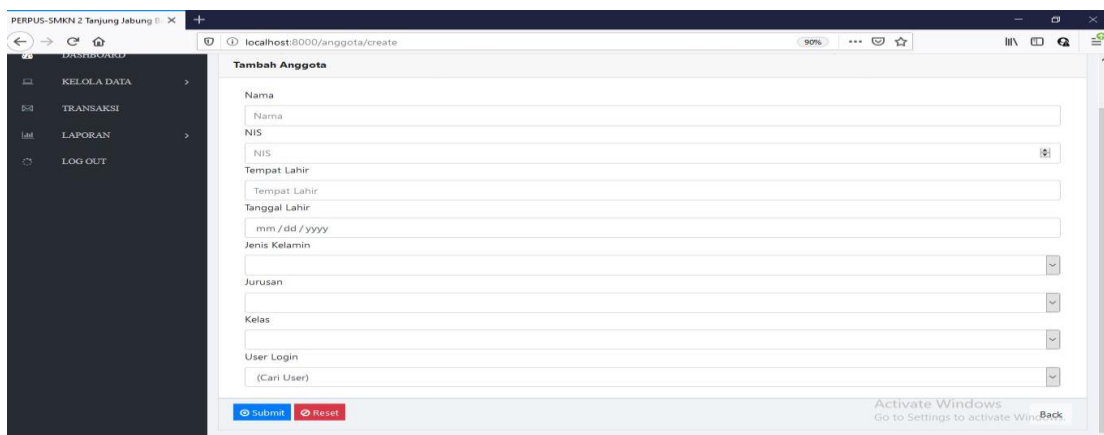 PERPUS-SMKN 2 Tanjung Jabung B
localhost:8000/anggota/create
90%
DASHBOARD
KELOLA DATA
TRANSAKSI
LAPORAN
LOG OUT
Tambah Anggota
Nama
Nama
NIS
NIS
Tempat Lahir
Tempat Lahir
Tanggal Lahir
mm / dd / yyyy
Jenis Kelamin
Jurusan
Kelas
User Login
(Cari User)
Submit Reset
Activate Windows
Go to Settings to activate Windows.
Back